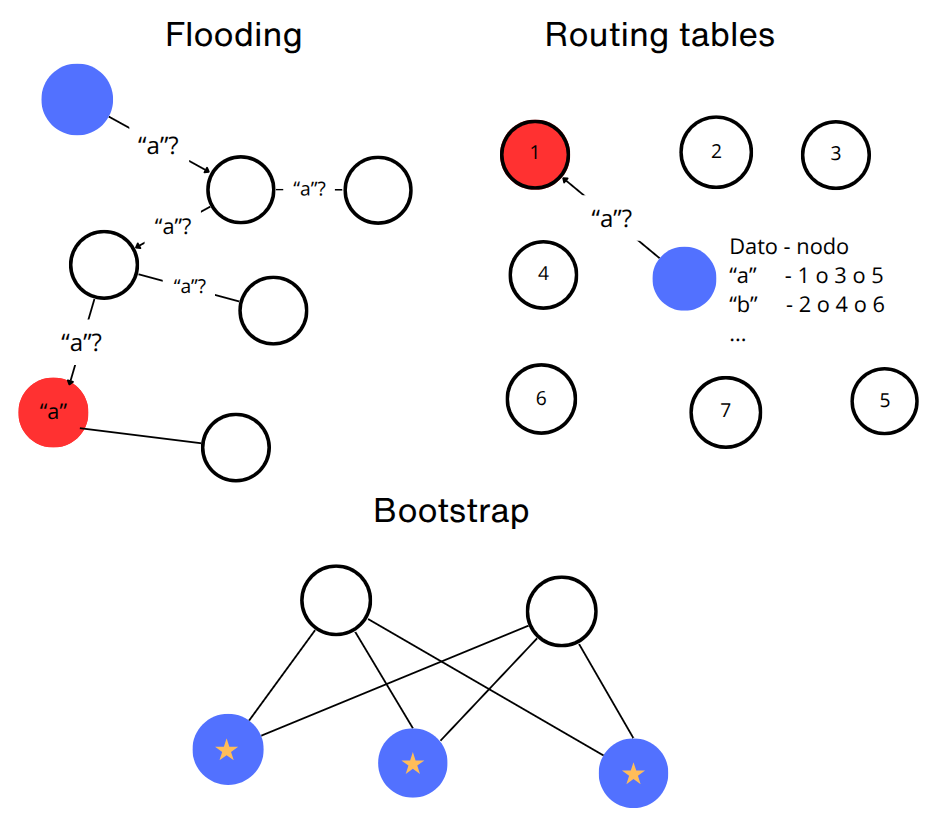 Flooding
“a”?
“a”?
“a”?
“a”?
“a”?
“a”
Routing tables
1
2
3
“a”?
4
Dato - nodo
“a” - 1 o 3 o 5
“b” - 2 o 4 o 6
...
6
7
5
Bootstrap